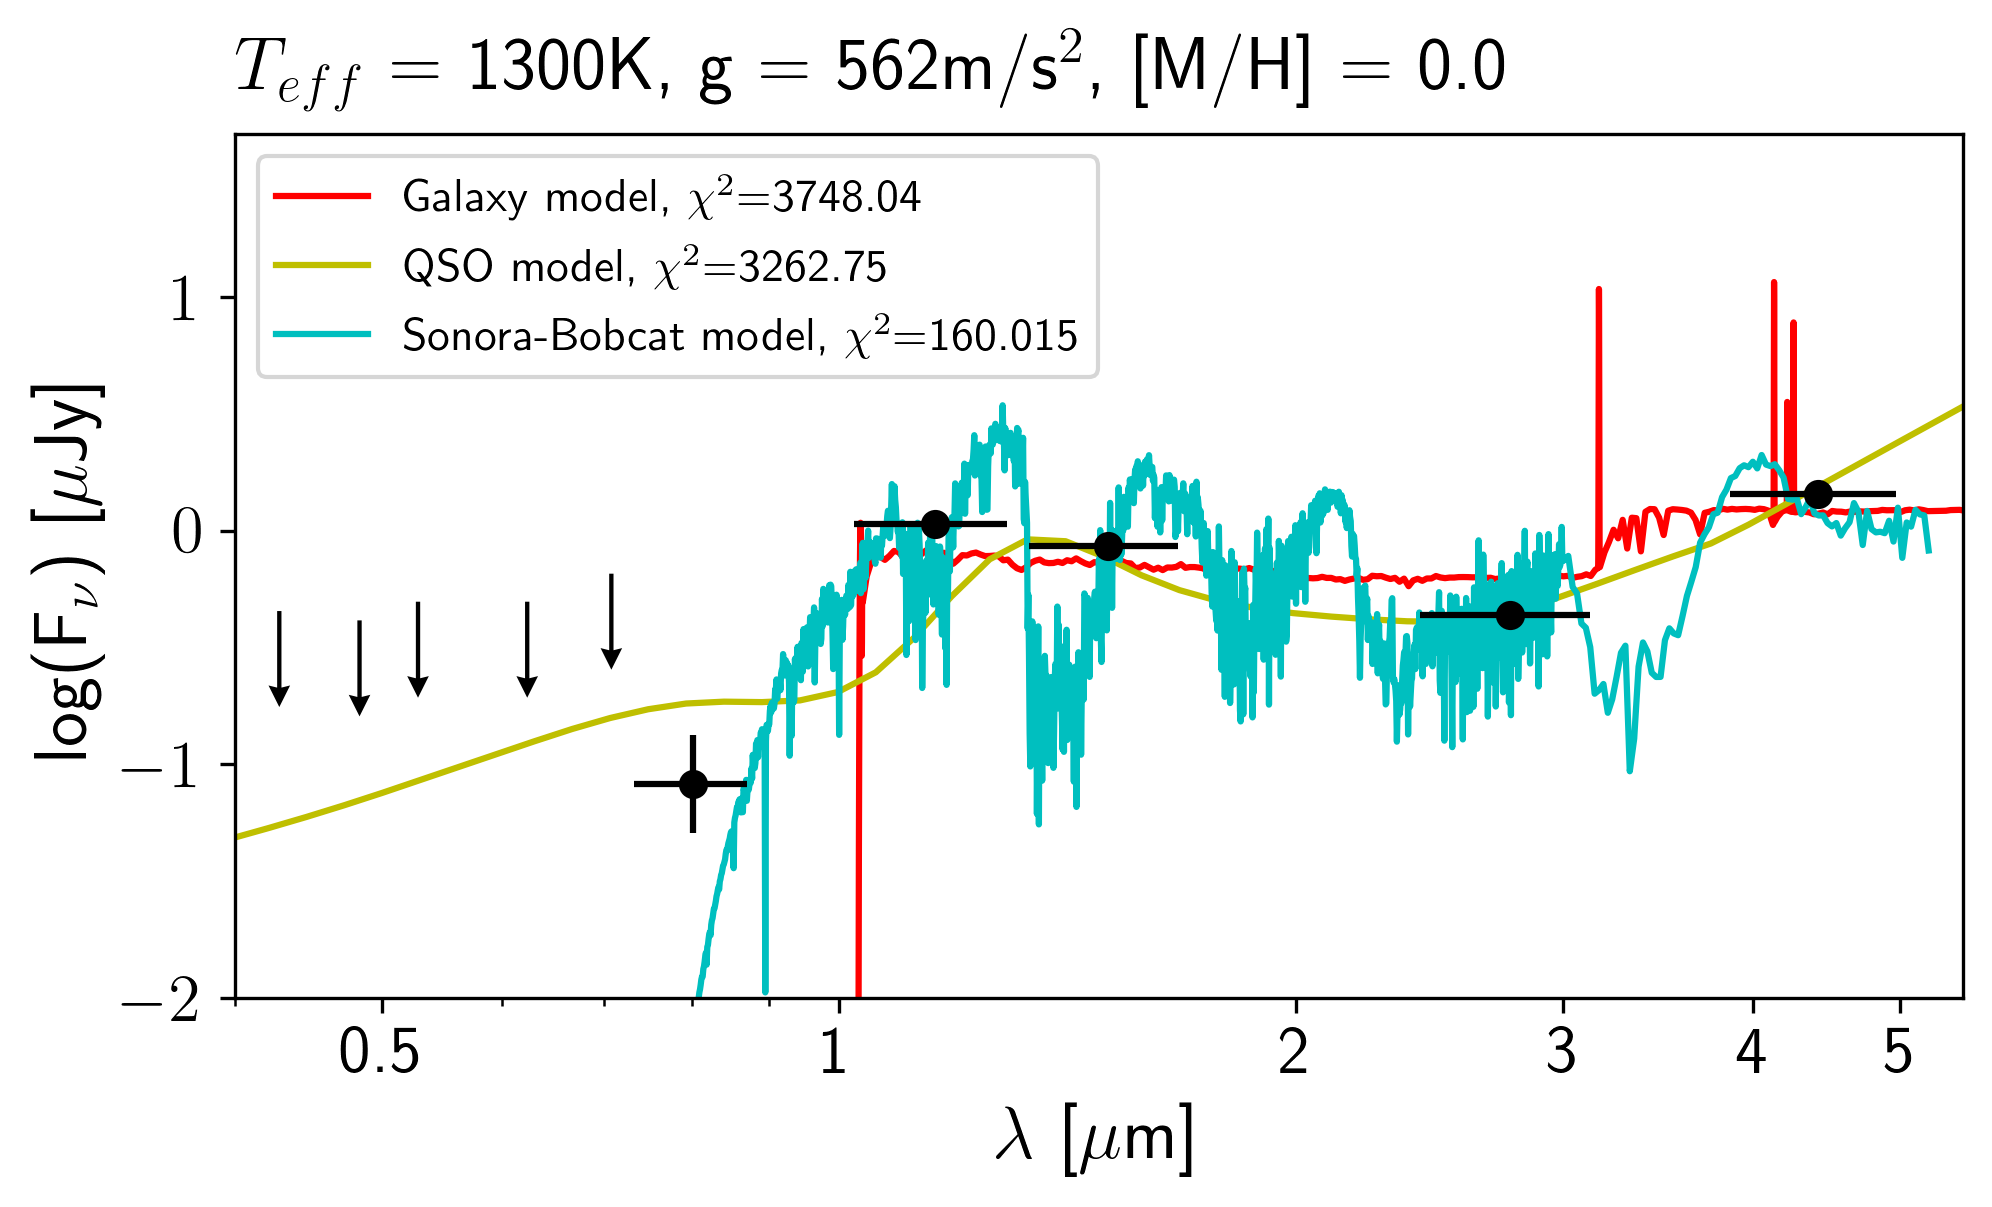 T_eff = 1300K, g = 562m/s², [M/H] = 0.0
Galaxy model, χ²=3748.04
QSO model, χ²=3262.75
Sonora-Bobcat model, χ²=160.015
log(F_ν) [μJy]
1
0
−1
−2
0.5 1 2 3 4 5
λ [μm]